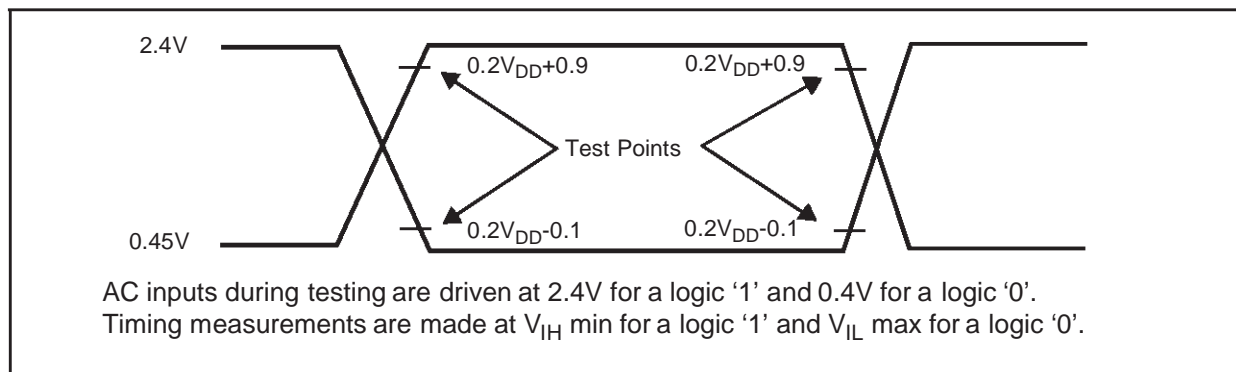 2.4V
0.2VDD+0.9 0.2VDD+0.9
Test Points
0.45V 0.2VDD-0.1 0.2VDD-0.1
AC inputs during testing are driven at 2.4V for a logic ‘1’ and 0.4V for a logic ‘0’.
Timing measurements are made at VIH min for a logic ‘1’ and VIL max for a logic ‘0’.